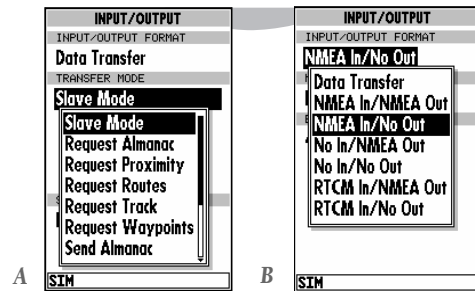 INPUT/OUTPUT
INPUT/OUTPUT FORMAT
Data Transfer
TRANSFER MODE
Slave Mode
Slave Mode
Request Almanac
Request Proximity
Request Routes
Request Track
Request Waypoints
Send Almanac
SIM
A
INPUT/OUTPUT
INPUT/OUTPUT FORMAT
NMEA In/No Out
Data Transfer
NMEA In/NMEA Out
NMEA In/No Out
No In/NMEA Out
No In/No Out
RTCM In/NMEA Out
RTCM In/No Out
SIM
B